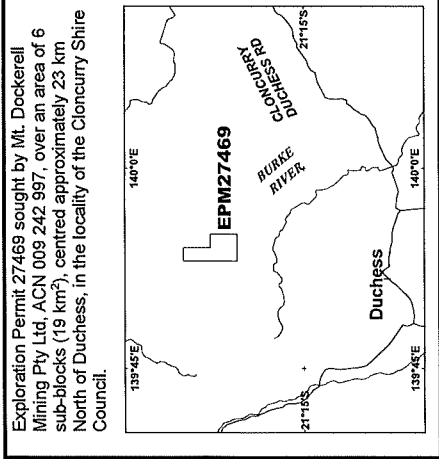 Exploration Permit 27469 sought by Mt. Dockerell
Mining Pty Ltd, ACN 009 242 997, over an area of 6
sub-blocks (19 km²), centred approximately 23 km
North of Duchess, in the locality of the Cloncurry Shire
Council.
139°45'E
140°0'E
EPM27469
BURKE
RIVER
CLONCURRY
DUCHESS RD
-21°15'S
-21°15'S
Duchess
139°45'E
140°0'E